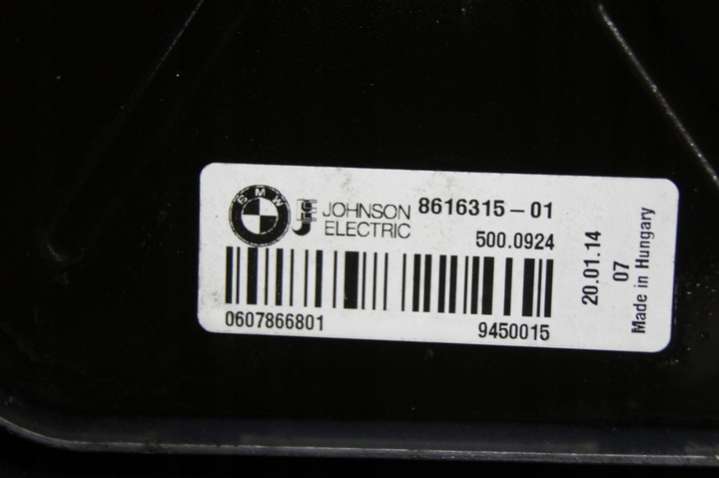 BMW
JOHNSON
ELECTRIC
8616315-01
500.0924
0607866801
9450015
20.01.14
07
Made in Hungary